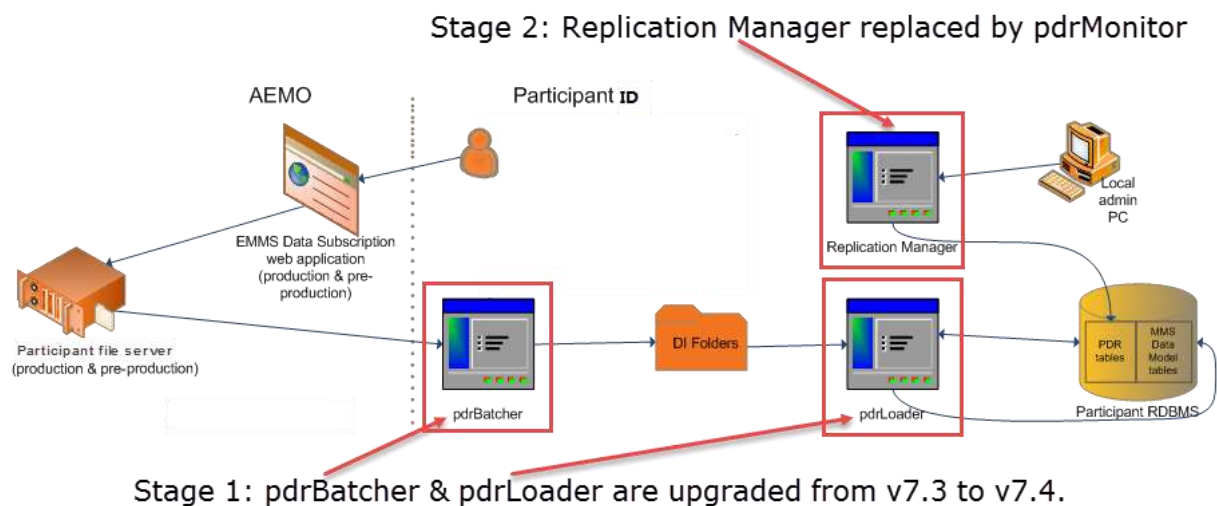 Stage 2: Replication Manager replaced by pdrMonitor
AEMO
Participant ID
EMMS Data Subscription
web application
(production & pre-
production)
Local
admin
PC
Replication Manager
Participant file server
(production & pre-production)
pdrBatcher
DI Folders
pdrLoader
PDR
tables
MMS
Data
Model
tables
Participant RDBMS
Stage 1: pdrBatcher & pdrLoader are upgraded from v7.3 to v7.4.